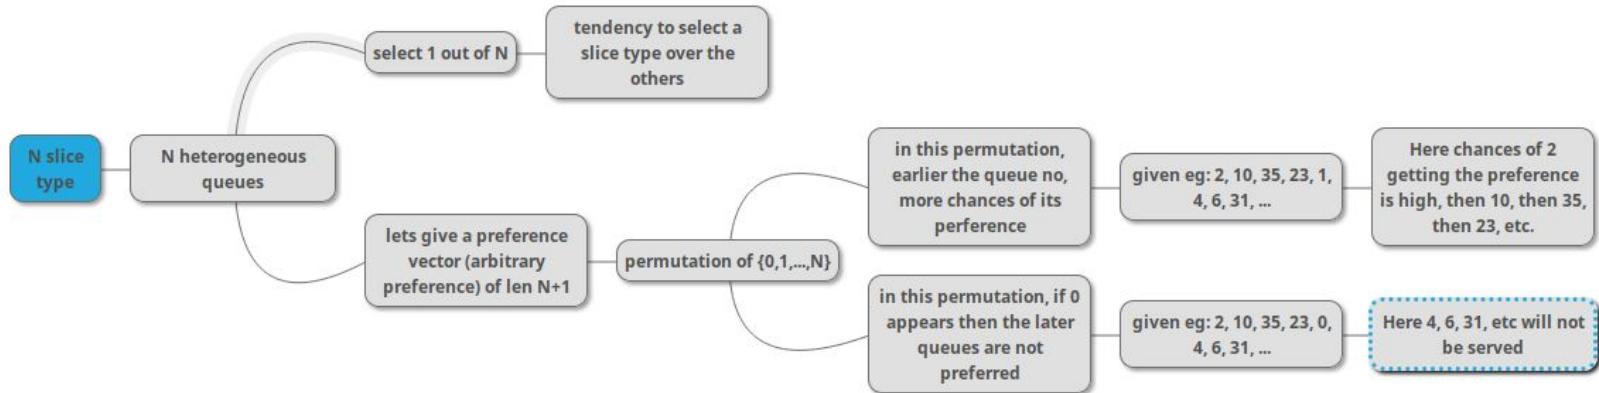 N slice
type
N heterogeneous
queues
select 1 out of N
tendency to select a
slice type over the
others
lets give a preference
vector (arbitrary
preference) of len N+1
permutation of {0,1,...,N}
in this permutation,
earlier the queue no,
more chances of its
perference
given eg: 2, 10, 35, 23, 1,
4, 6, 31, ...
Here chances of 2
getting the preference
is high, then 10, then 35,
then 23, etc.
in this permutation, if 0
appears then the later
queues are not
preferred
given eg: 2, 10, 35, 23, 0,
4, 6, 31, ...
Here 4, 6, 31, etc will not
be served